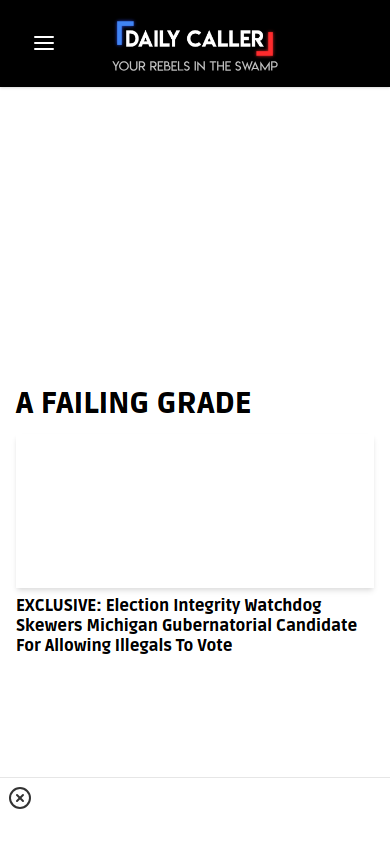 DAILY CALLER
YOUR REBELS IN THE SWAMP
A FAILING GRADE
EXCLUSIVE: Election Integrity Watchdog
Skewers Michigan Gubernatorial Candidate
For Allowing Illegals To Vote